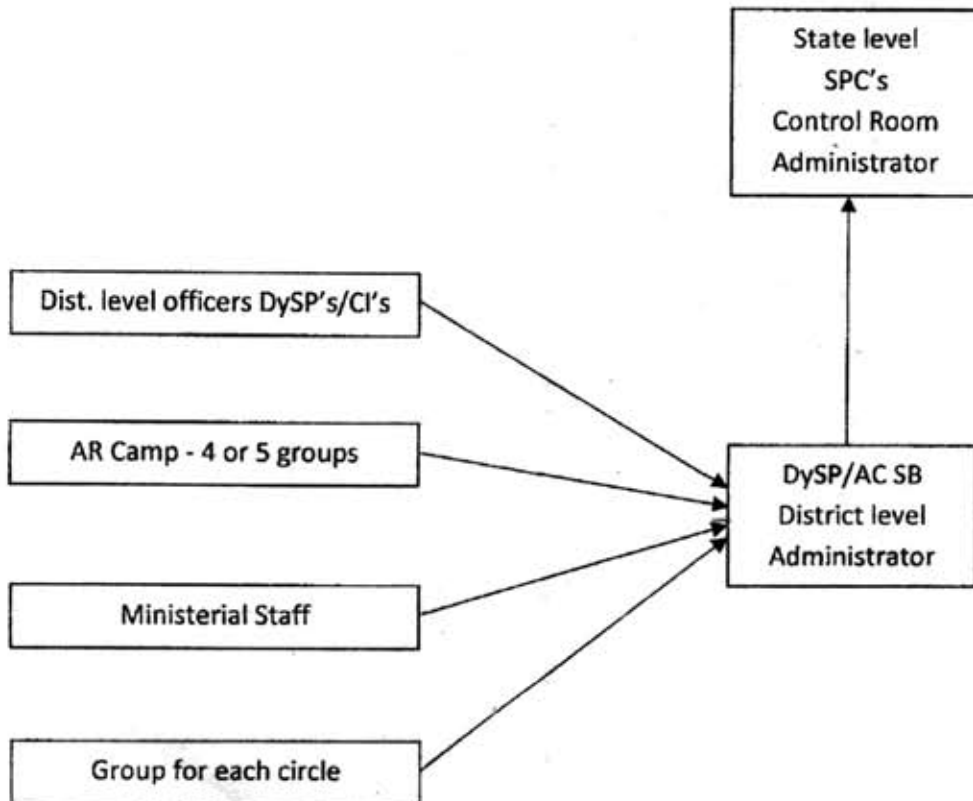 State level
SPC's
Control Room
Administrator
Dist. level officers DySP's/CI's
AR Camp - 4 or 5 groups
DySP/AC SB
District level
Administrator
Ministerial Staff
Group for each circle